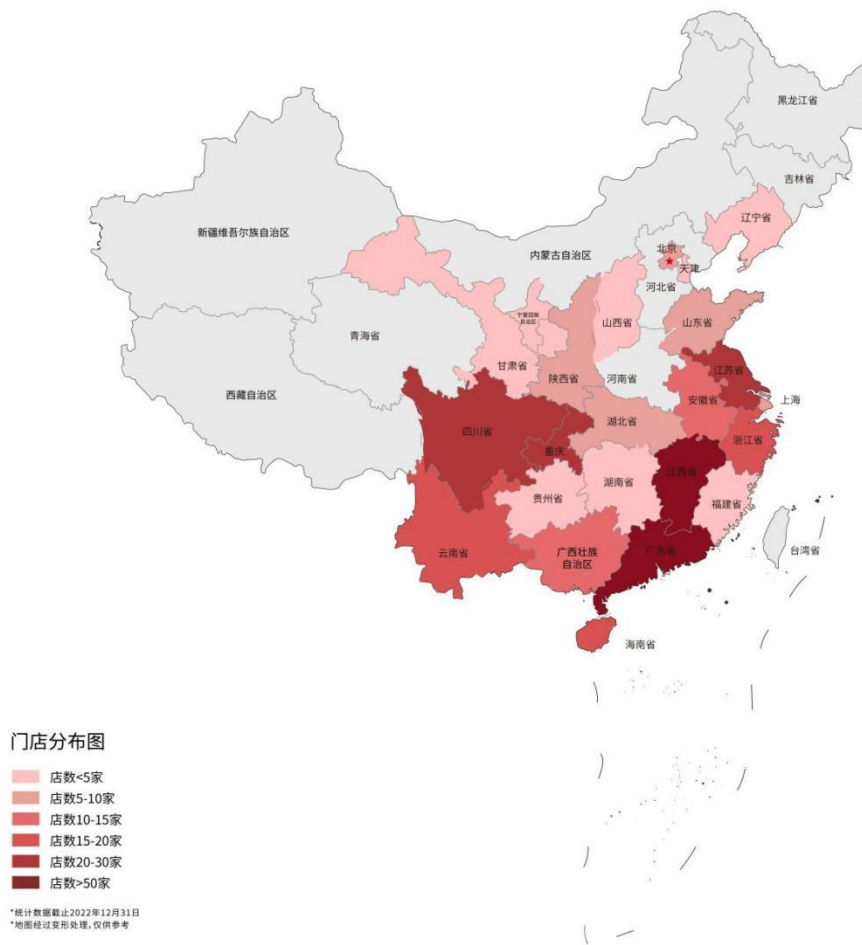 黑龙江省
吉林省
辽宁省
新疆维吾尔族自治区
内蒙古自治区
北京
天津
河北省
宁夏回族
自治区
山西省
山东省
青海省
甘肃省
陕西省
河南省
江苏省
西藏自治区
安徽省
上海
四川省
湖北省
重庆
浙江省
江西省
贵州省
湖南省
福建省
云南省
广西壮族
自治区
广东省
台湾省
海南省
门店分布图
店数<5家
店数5-10家
店数10-15家
店数15-20家
店数20-30家
店数>50家
*统计数据截止2022年12月31日
*地图经过变形处理,仅供参考